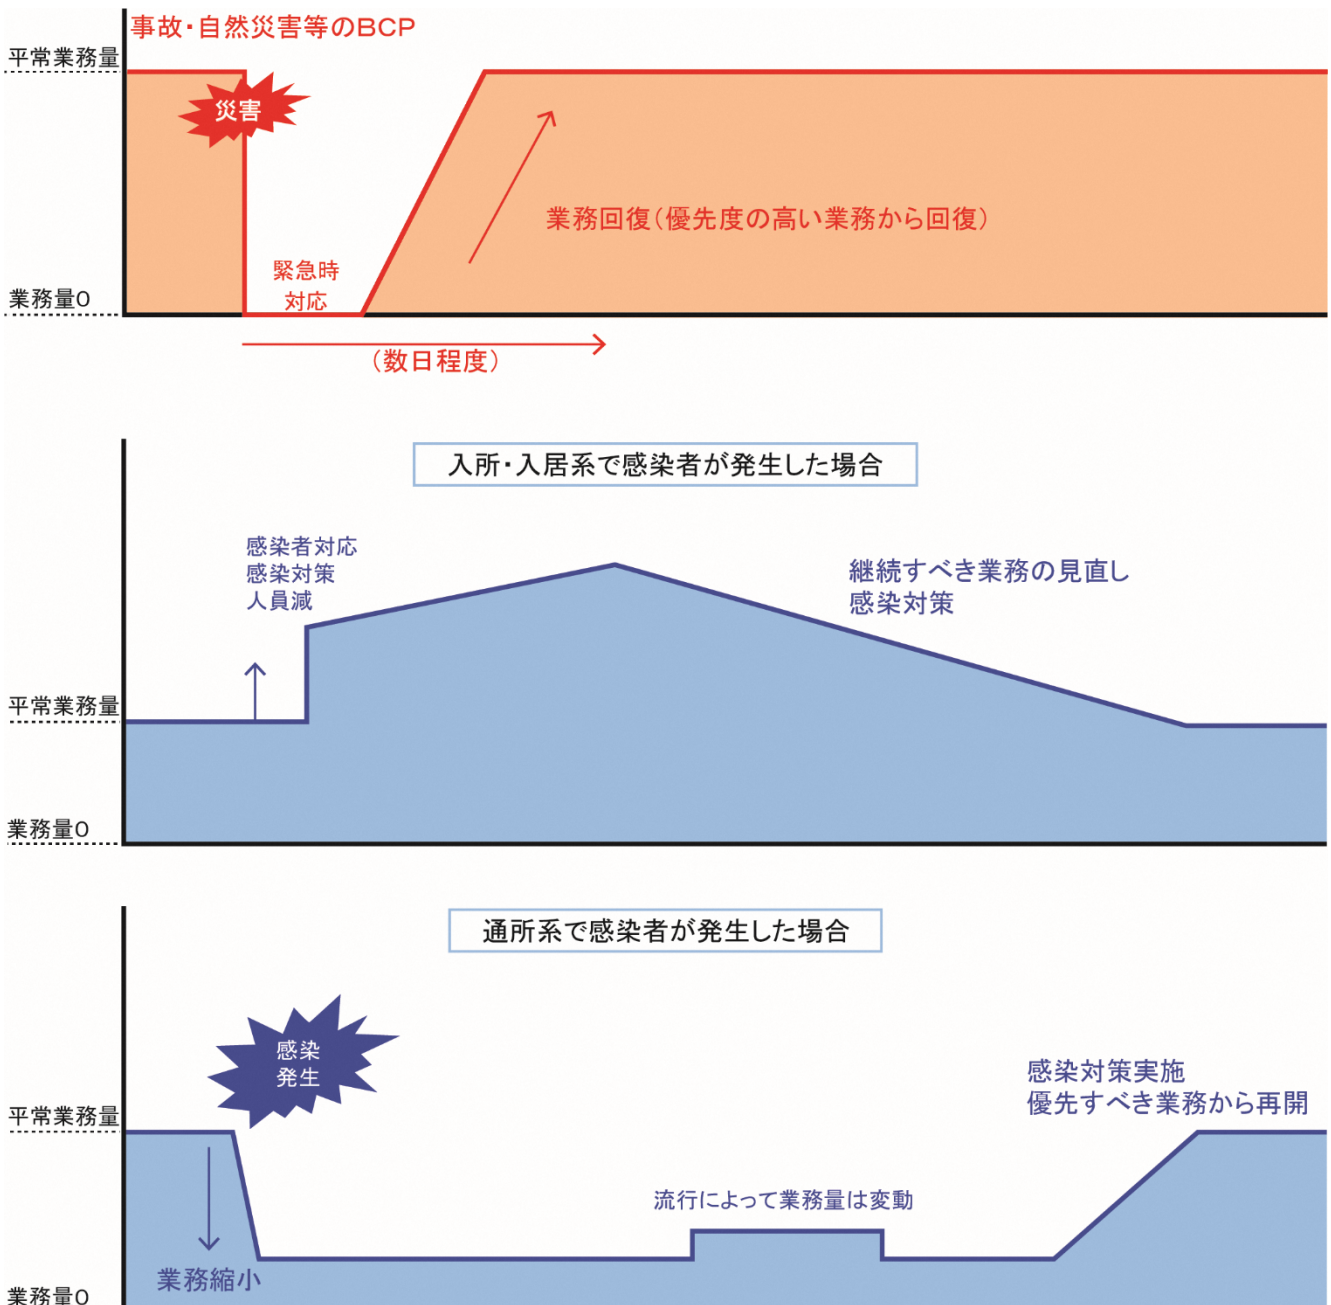 事故・自然災害等のBCP
平常業務量
災害
業務回復(優先度の高い業務から回復)
緊急時
対応
業務量0
(数日程度)
入所・入居系で感染者が発生した場合
感染者対応
感染対策
人員減
継続すべき業務の見直し
感染対策
平常業務量
業務量0
通所系で感染者が発生した場合
感染
発生
感染対策実施
優先すべき業務から再開
平常業務量
流行によって業務量は変動
業務縮小
業務量0